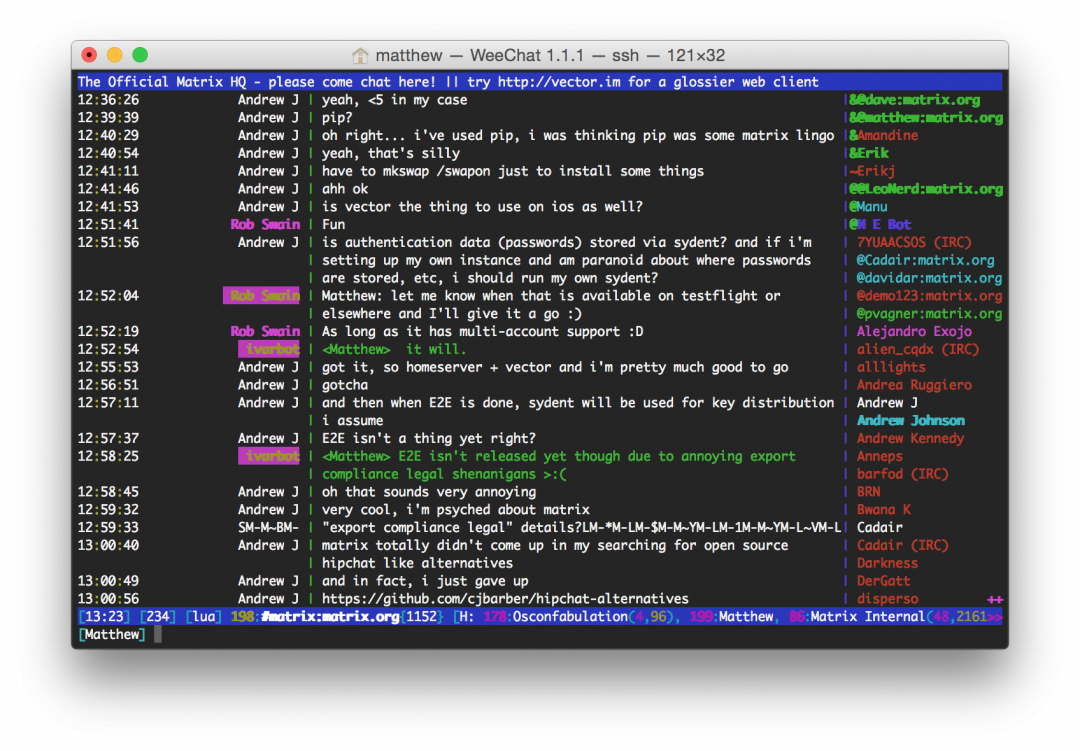 matthew — WeeChat 1.1.1 — ssh — 121×32
The Official Matrix HQ - please come chat here! || try http://vector.im for a glossier web client
12:36:26 Andrew J | yeah, <5 in my case |&@dave:matrix.org
12:39:39 Andrew J | pip? |&@matthew:matrix.org
12:40:29 Andrew J | oh right... i've used pip, i was thinking pip was some matrix lingo |&Amandine
12:40:54 Andrew J | yeah, that's silly |&Erik
12:41:11 Andrew J | have to mkswap /swapon just to install some things |~Erikj
12:41:46 Andrew J | ahh ok |@@LeoNerd:matrix.org
12:41:53 Andrew J | is vector the thing to use on ios as well? |@Manu
12:51:41 Rob Swain | Fun |@N E Bot
12:51:56 Andrew J | is authentication data (passwords) stored via sydent? and if i'm | 7YUAACSOS (IRC)
| setting up my own instance and am paranoid about where passwords | @Cadair:matrix.org
| are stored, etc, i should run my own sydent? | @davidar:matrix.org
12:52:04 Rob Swain | Matthew: let me know when that is available on testflight or | @demo123:matrix.org
| elsewhere and I'll give it a go :) | @pvagner:matrix.org
12:52:19 Rob Swain | As long as it has multi-account support :D | Alejandro Exojo
12:52:54 ivarbot | <Matthew>  it will. | alien_cqdx (IRC)
12:55:53 Andrew J | got it, so homeserver + vector and i'm pretty much good to go | alllights
12:56:51 Andrew J | gotcha | Andrea Ruggiero
12:57:11 Andrew J | and then when E2E is done, sydent will be used for key distribution | Andrew J
| i assume | Andrew Johnson
12:57:37 Andrew J | E2E isn't a thing yet right? | Andrew Kennedy
12:58:25 ivarbot | <Matthew> E2E isn't released yet though due to annoying export | Anneps
| compliance legal shenanigans >:( | barfod (IRC)
12:58:45 Andrew J | oh that sounds very annoying | BRN
12:59:32 Andrew J | very cool, i'm psyched about matrix | Bwana K
12:59:33 SM-M~BM- | "export compliance legal" details?LM-*M-LM-$M-M~YM-LM-1M-M~YM-L~VM-L| Cadair
13:00:40 Andrew J | matrix totally didn't come up in my searching for open source | Cadair (IRC)
| hipchat like alternatives | Darkness
13:00:49 Andrew J | and in fact, i just gave up | DerGatt
13:00:56 Andrew J | https://github.com/cjbarber/hipchat-alternatives | disperso ++
[13:23] [234] [lua] 198:#matrix:matrix.org{1152} [H: 178:Osconfabulation(4,96), 199:Matthew, 86:Matrix Internal(48,2161>>
[Matthew]